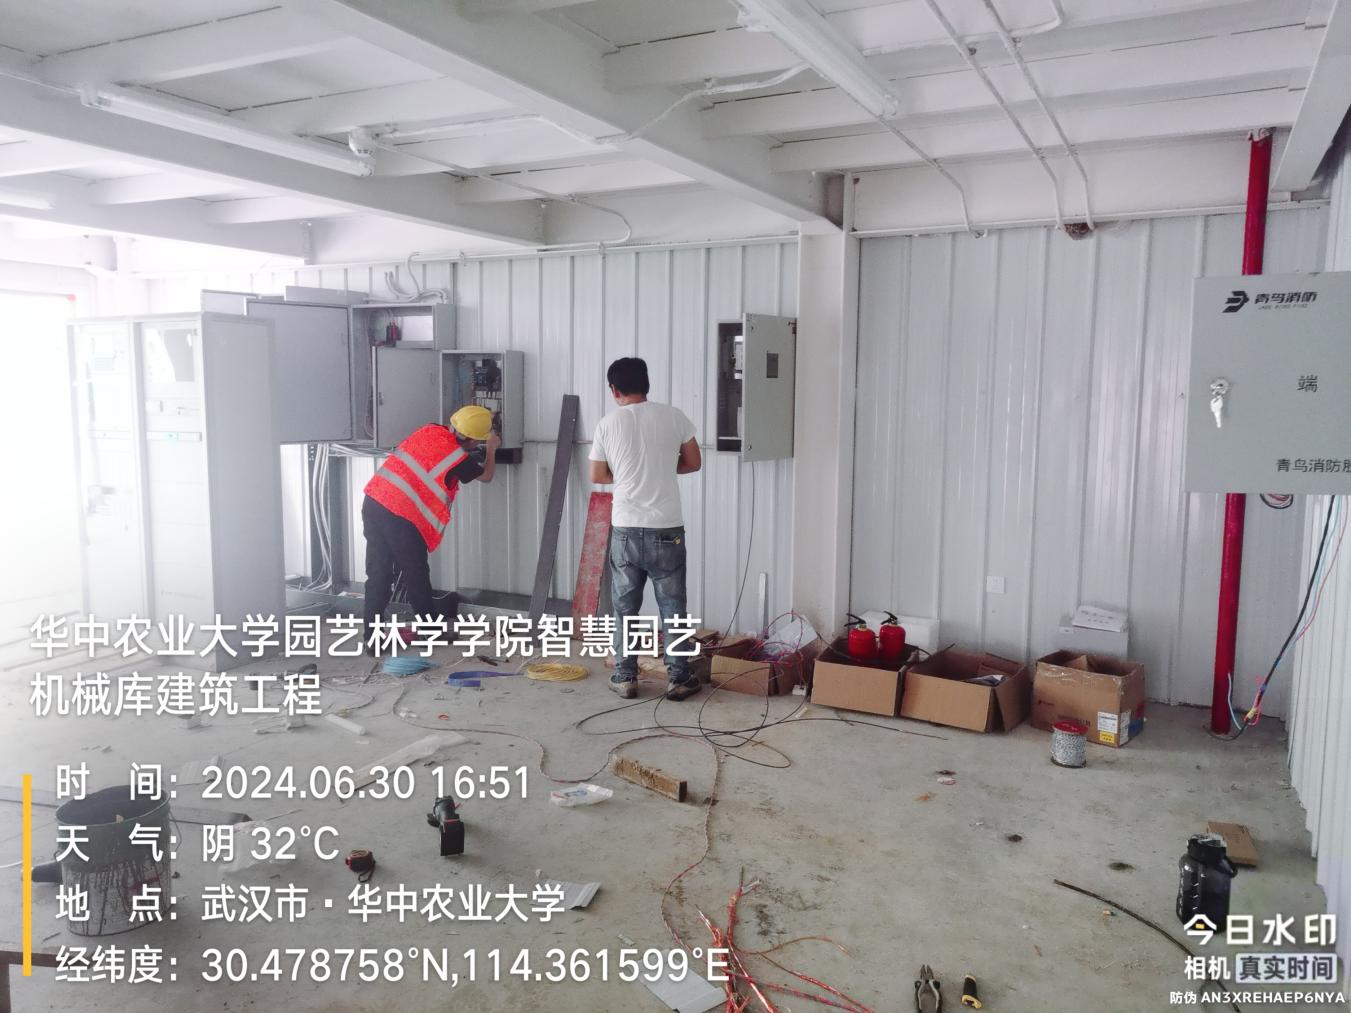 青鸟消防
端
青鸟消防股
华中农业大学园艺林学学院智慧园艺
机械库建筑工程
时 间：2024.06.30 16:51
天 气：阴 32°C
地 点：武汉市·华中农业大学
经纬度：30.478758°N,114.361599°E
今日水印
相机 真实时间
防伪 AN3XREHAEP6NYA